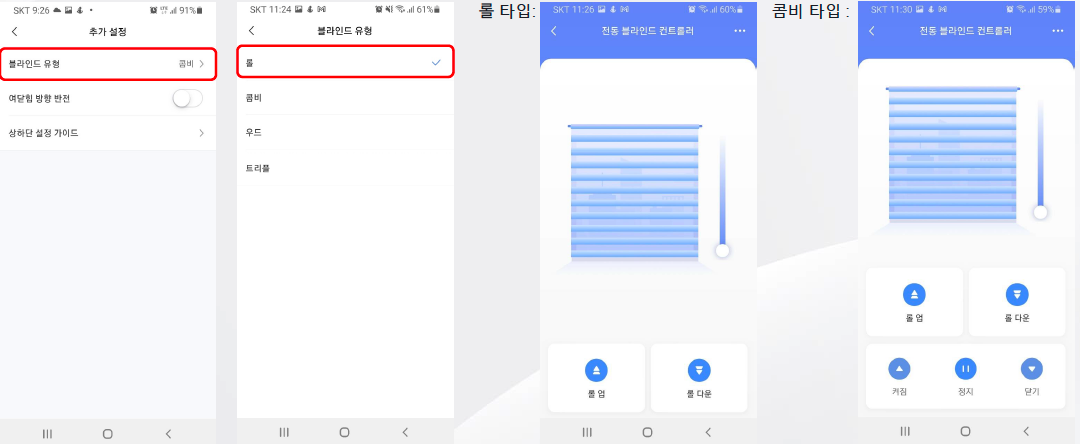 SKT 9:26 91%
추가 설정
블라인드 유형 콤비
여닫힘 방향 반전
상하단 설정 가이드
SKT 11:24 61%
블라인드 유형
롤
콤비
우드
트리플
롤 타입:
SKT 11:26 60%
전동 블라인드 컨트롤러
롤 업 롤 다운
콤비 타입 :
SKT 11:30 59%
전동 블라인드 컨트롤러
롤 업 롤 다운
켜짐 정지 닫기